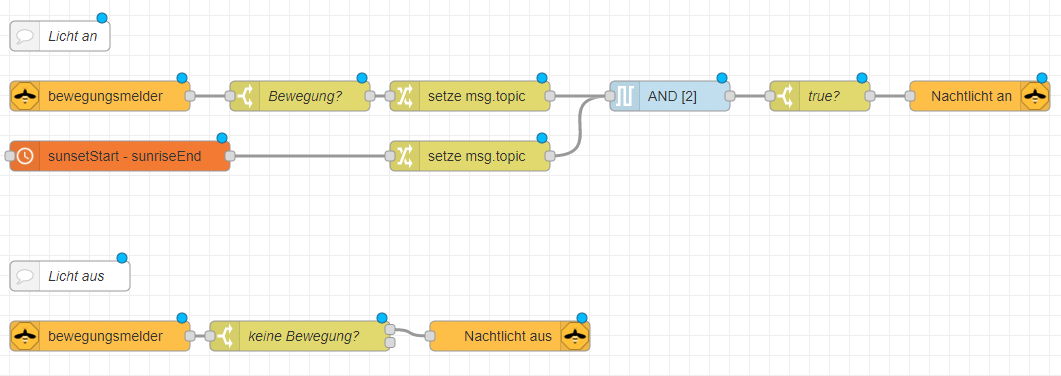 Licht an
bewegungsmelder
Bewegung?
setze msg.topic
AND [2]
true?
Nachtlicht an
sunsetStart - sunriseEnd
setze msg.topic
Licht aus
bewegungsmelder
keine Bewegung?
Nachtlicht aus